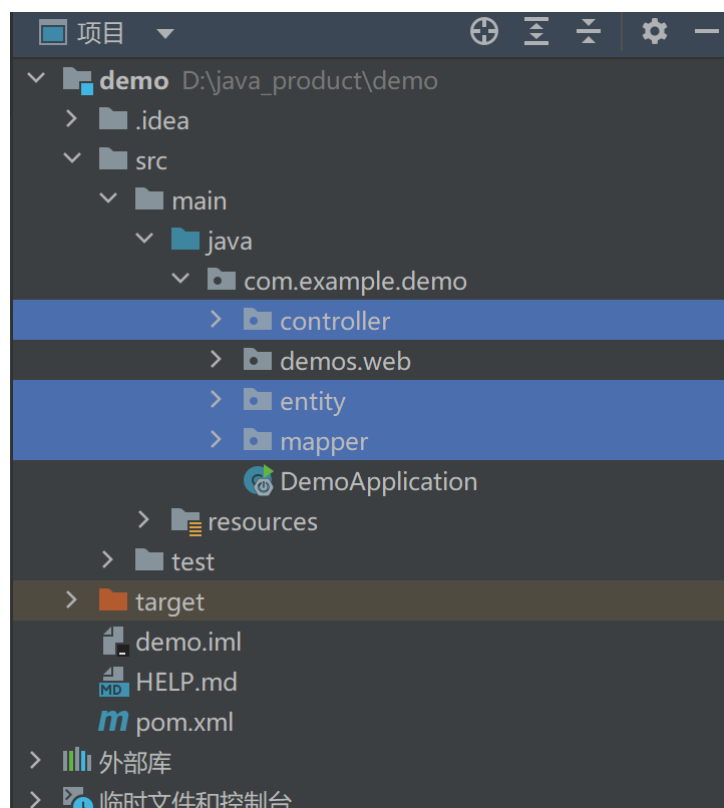 项目
demo D:\java_product\demo
.idea
src
main
java
com.example.demo
controller
demos.web
entity
mapper
DemoApplication
resources
test
target
demo.iml
MD HELP.md
m pom.xml
外部库
临时文件和控制台